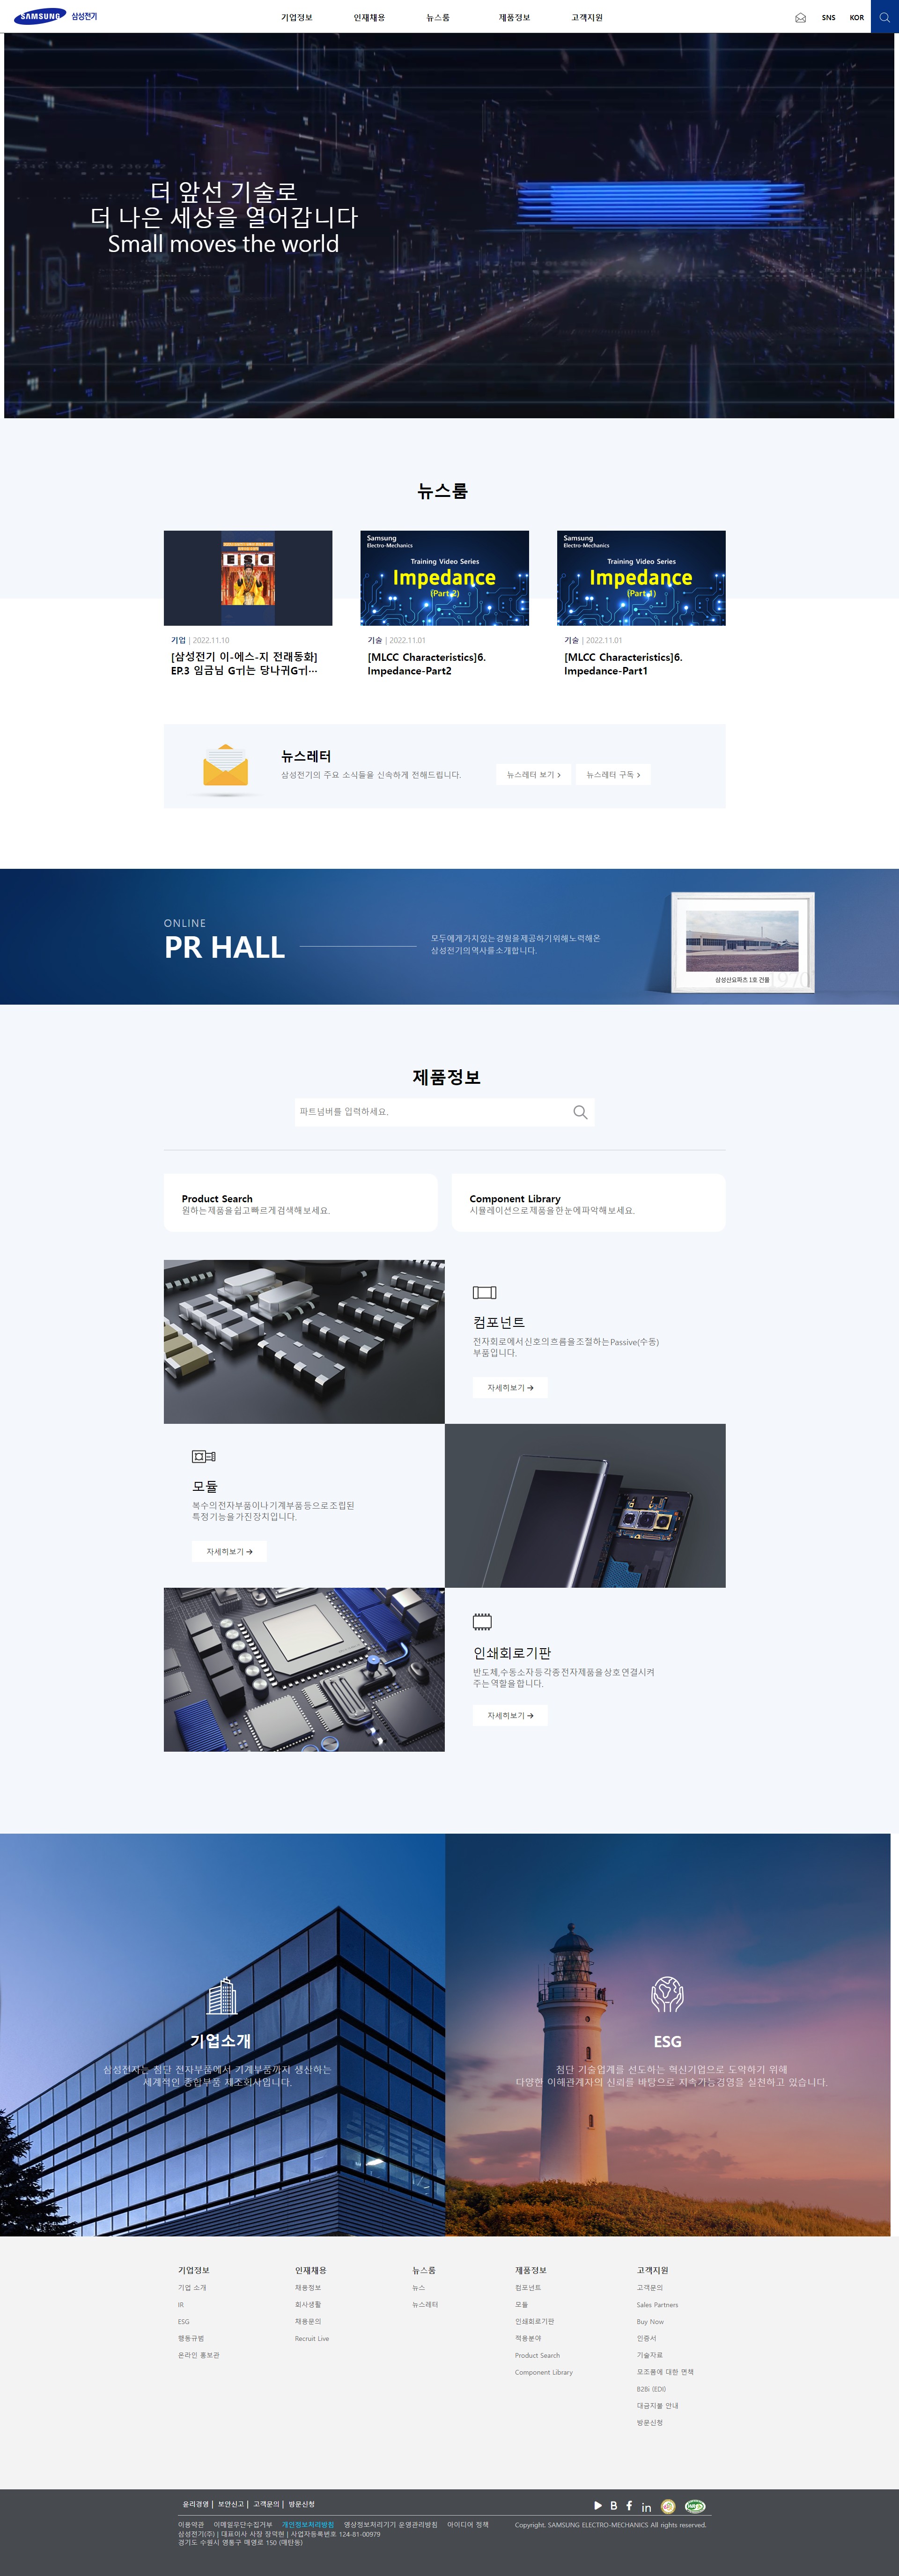 SAMSUNG 삼성전기
기업정보 인재채용 뉴스룸 제품정보 고객지원
SNS KOR
더 앞선 기술로
더 나은 세상을 열어갑니다
Small moves the world
뉴스룸
ESG
Samsung
Electro-Mechanics
Training Video Series
Impedance
(Part 2)
Samsung
Electro-Mechanics
Training Video Series
Impedance
(Part 1)
기업 | 2022.11.10
[삼성전기 이-에스-지 전래동화]
EP.3 임금님 Gㅜl는 당나귀Gㅜl…
기술 | 2022.11.01
[MLCC Characteristics]6.
Impedance-Part2
기술 | 2022.11.01
[MLCC Characteristics]6.
Impedance-Part1
뉴스레터
삼성전기의 주요 소식들을 신속하게 전해드립니다.
뉴스레터 보기 >
뉴스레터 구독 >
ONLINE
PR HALL
모두에게가치있는경험을제공하기위해노력해온
삼성전기의역사를소개합니다.
삼성산요파츠 1호 건물
1970
제품정보
파트넘버를 입력하세요.
Product Search
원하는제품을쉽고빠르게검색해보세요.
Component Library
시뮬레이션으로제품을한눈에파악해보세요.
컴포넌트
전자회로에서신호의흐름을조절하는Passive(수동)
부품입니다.
자세히보기 →
모듈
복수의전자부품이나기계부품등으로조립된
특정기능을가진장치입니다.
자세히보기 →
인쇄회로기판
반도체,수동소자등각종전자제품을상호연결시켜
주는역할을합니다.
자세히보기 →
기업소개
삼성전기는 첨단 전자부품에서 기계부품까지 생산하는
세계적인 종합부품 제조회사입니다.
ESG
첨단 기술업계를 선도하는 혁신기업으로 도약하기 위해
다양한 이해관계자의 신뢰를 바탕으로 지속가능경영을 실천하고 있습니다.
기업정보
기업 소개
IR
ESG
행동규범
온라인 홍보관
인재채용
채용정보
회사생활
채용문의
Recruit Live
뉴스룸
뉴스
뉴스레터
제품정보
컴포넌트
모듈
인쇄회로기판
적용분야
Product Search
Component Library
고객지원
고객문의
Sales Partners
Buy Now
인증서
기술자료
모조품에 대한 면책
B2Bi (EDI)
대금지불 안내
방문신청
윤리경영 | 보안신고 | 고객문의 | 방문신청
이용약관 이메일무단수집거부 개인정보처리방침 영상정보처리기기 운영관리방침 아이디어 정책
Copyright. SAMSUNG ELECTRO-MECHANICS All rights reserved.
삼성전기(주) | 대표이사 사장 장덕현 | 사업자등록번호 124-81-00979
경기도 수원시 영통구 매영로 150 (매탄동)